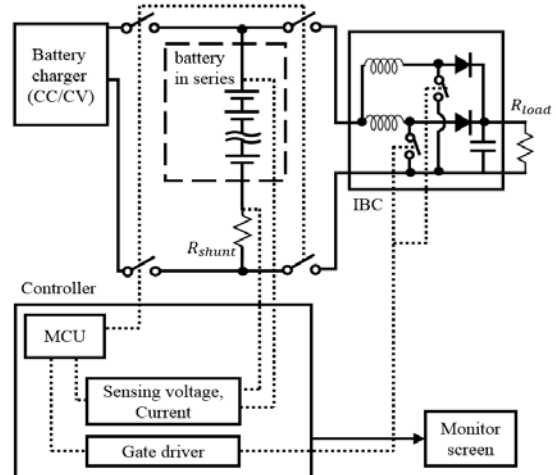 Battery
charger
(CC/CV)
battery
in series
R_load
IBC
R_shunt
Controller
MCU
Sensing voltage,
Current
Gate driver
Monitor
screen